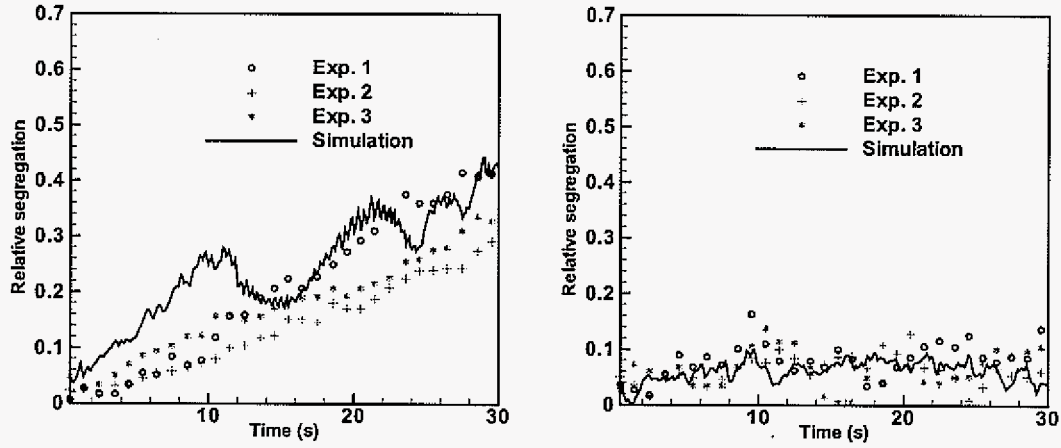 0.7
0.6
0.5
0.4
0.3
0.2
0.1
0
Relative segregation
Exp. 1
Exp. 2
Exp. 3
Simulation
10
20
30
Time (s)
0.7
0.6
0.5
0.4
0.3
0.2
0.1
0
Relative segregation
Exp. 1
Exp. 2
Exp. 3
Simulation
10
20
30
Time (s)